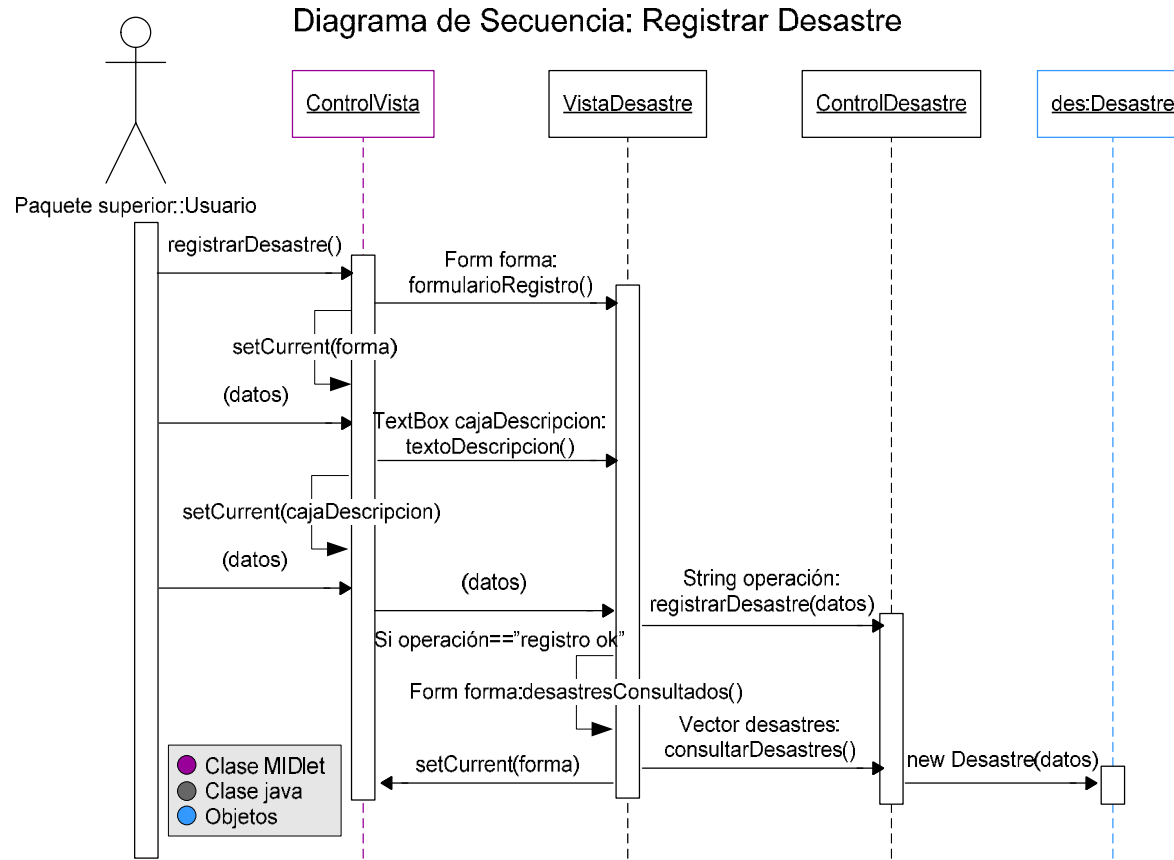 Diagrama de Secuencia: Registrar Desastre
ControlVista
VistaDesastre
ControlDesastre
des:Desastre
Paquete superior::Usuario
registrarDesastre()
Form forma:
formularioRegistro()
setCurrent(forma)
(datos)
TextBox cajaDescripcion:
textoDescripcion()
setCurrent(cajaDescripcion)
(datos)
(datos)
String operación:
registrarDesastre(datos)
Si operación==”registro ok”
Form forma:desastresConsultados()
Vector desastres:
consultarDesastres()
setCurrent(forma)
new Desastre(datos)
Clase MIDlet
Clase java
Objetos